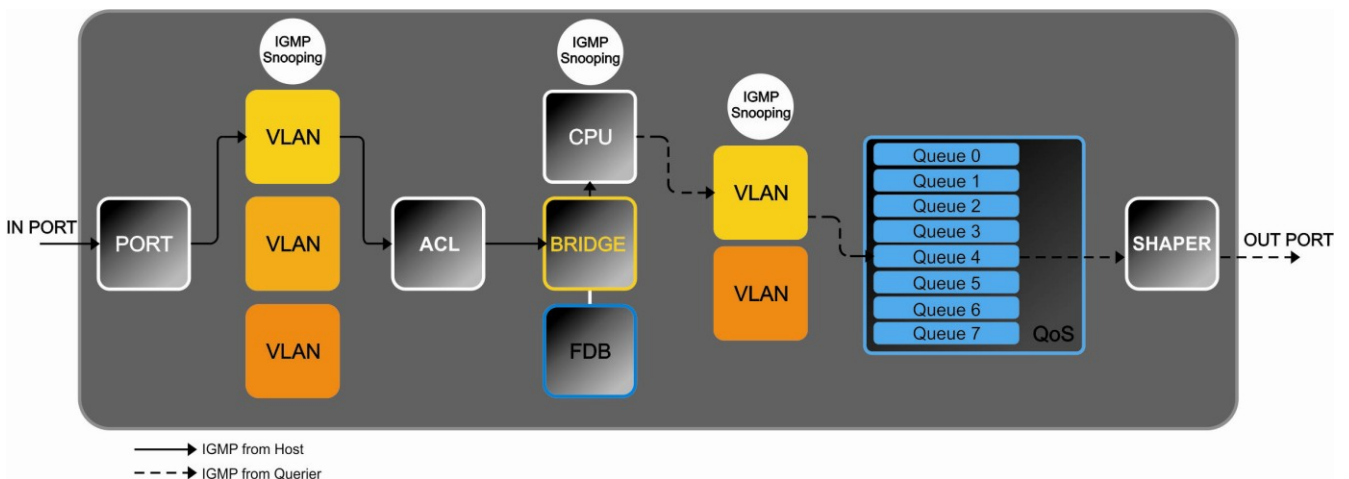 IGMP
Snooping
IGMP
Snooping
IGMP
Snooping
VLAN
VLAN
VLAN
CPU
VLAN
VLAN
IN PORT
PORT
ACL
BRIDGE
FDB
Queue 0
Queue 1
Queue 2
Queue 3
Queue 4
Queue 5
Queue 6
Queue 7
QoS
SHAPER
OUT PORT
IGMP from Host
IGMP from Querier